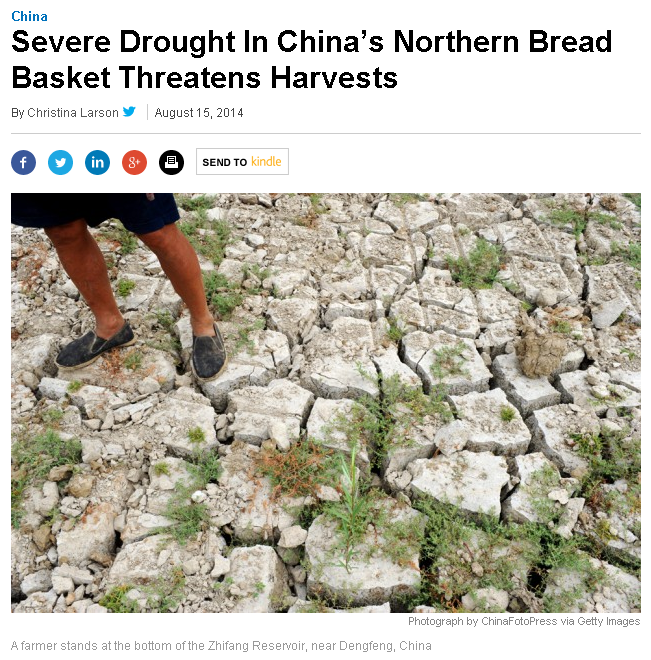 China
Severe Drought In China's Northern Bread
Basket Threatens Harvests
By Christina Larson August 15, 2014
f in g+ SEND TO kindle
Photograph by ChinaFotoPress via Getty Images
A farmer stands at the bottom of the Zhifang Reservoir, near Dengfeng, China